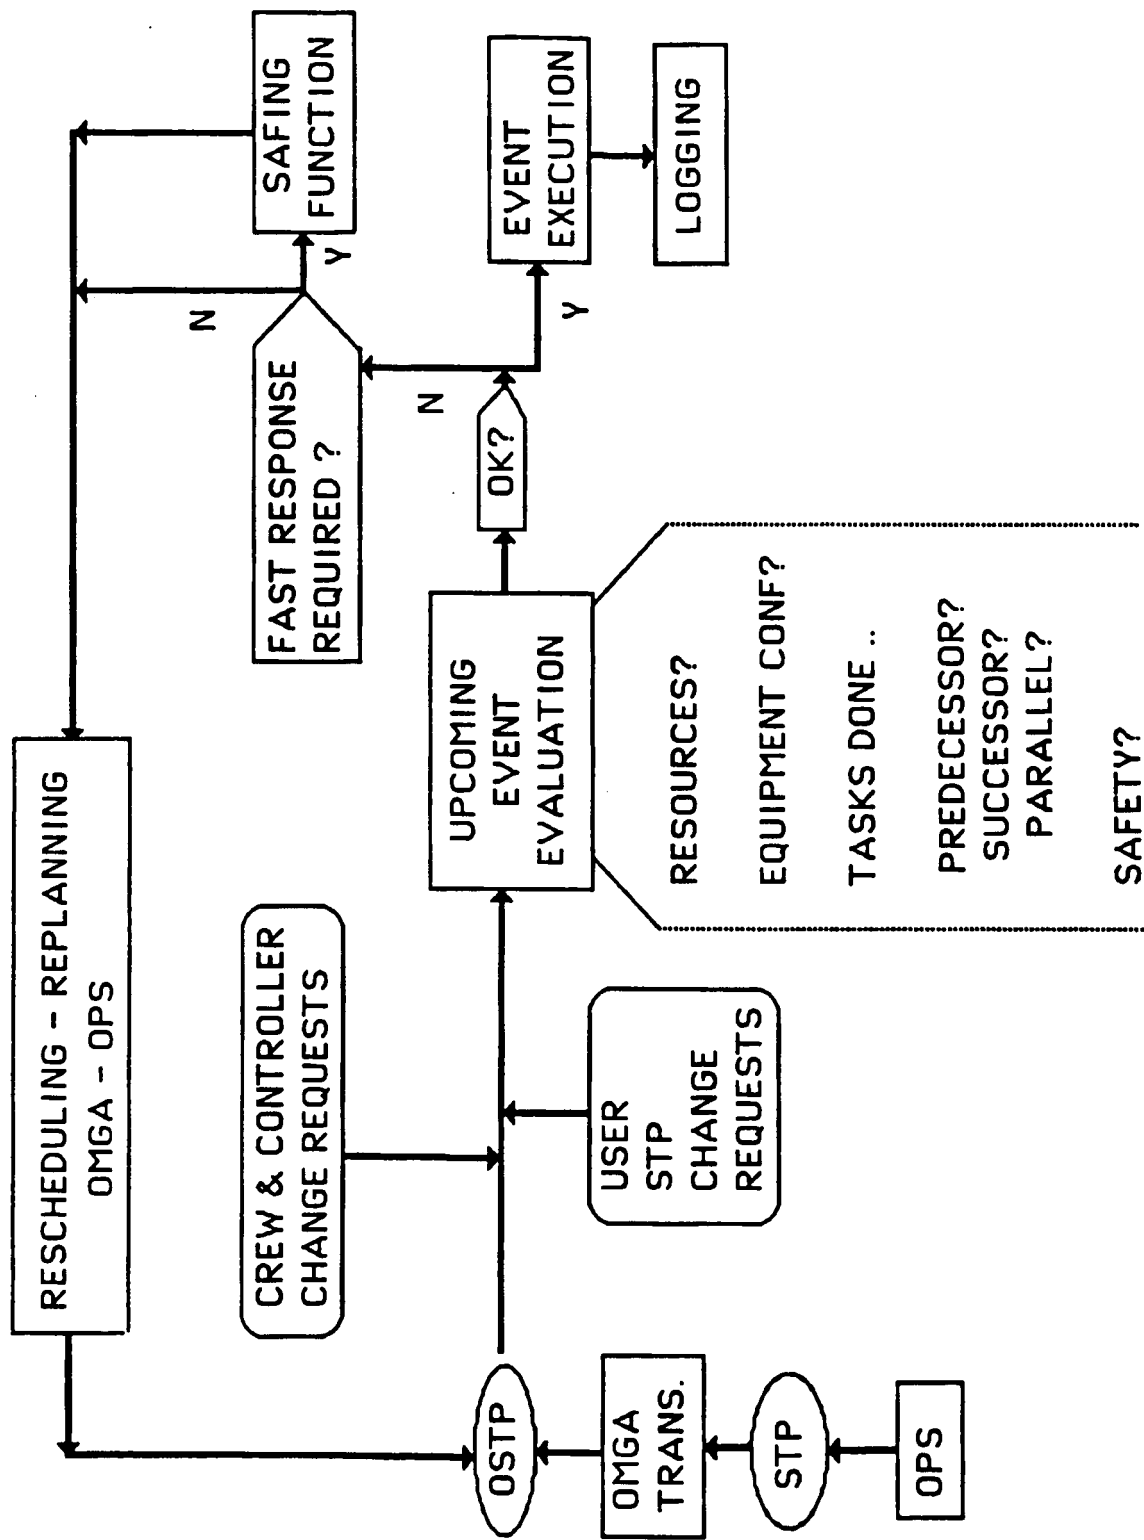 RESCHEDULING - REPLANNING
OMGA - OPS
CREW & CONTROLLER
CHANGE REQUESTS
FAST RESPONSE
REQUIRED ?
N
Y
SAFING
FUNCTION
OSTP
UPCOMING
EVENT
EVALUATION
OK?
N
Y
EVENT
EXECUTION
LOGGING
OMGA
TRANS.
STP
OPS
USER
STP
CHANGE
REQUESTS
RESOURCES?
EQUIPMENT CONF?
TASKS DONE ..
PREDECESSOR?
SUCCESSOR?
PARALLEL?
SAFETY?